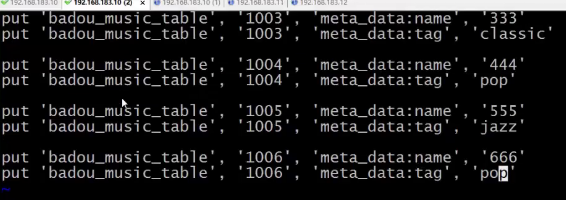 192.168.183.10
192.168.183.10 (2)
192.168.183.10 (1)
192.168.183.11
192.168.183.12
put 'badou_music_table', '1003', 'meta_data:name', '333'
put 'badou_music_table', '1003', 'meta_data:tag', 'classic'
put 'badou_music_table', '1004', 'meta_data:name', '444'
put 'badou_music_table', '1004', 'meta_data:tag', 'pop'
put 'badou_music_table', '1005', 'meta_data:name', '555'
put 'badou_music_table', '1005', 'meta_data:tag', 'jazz'
put 'badou_music_table', '1006', 'meta_data:name', '666'
put 'badou_music_table', '1006', 'meta_data:tag', 'pop'
~